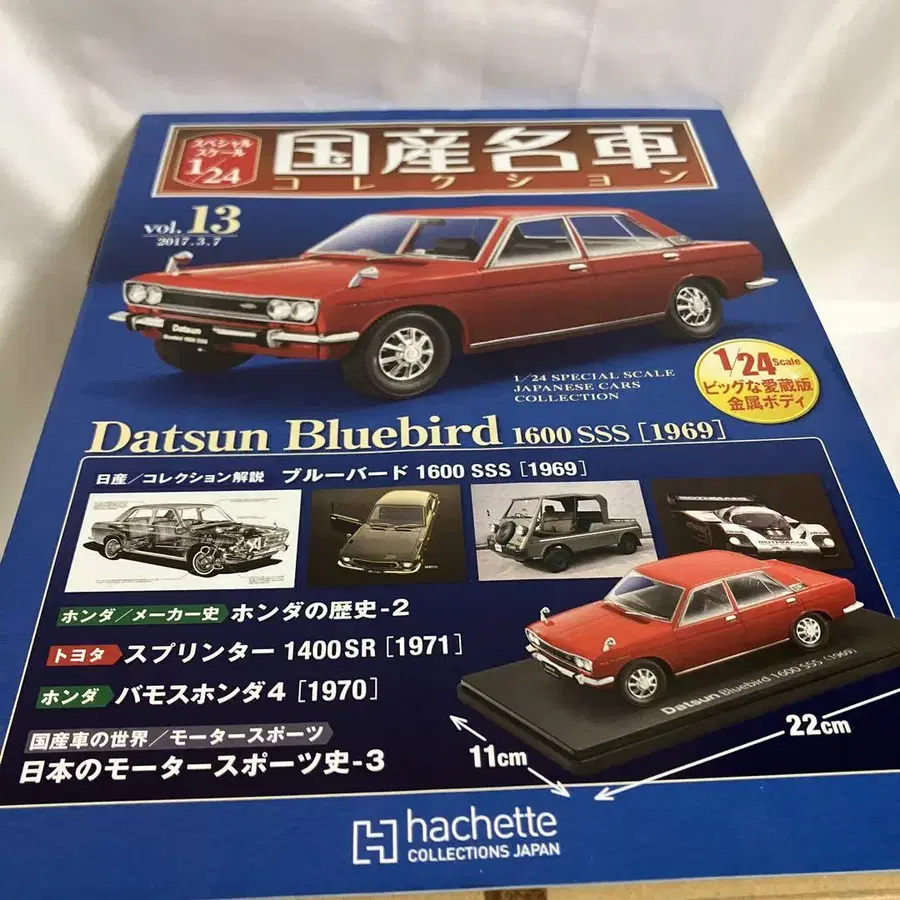 スペシャル
スケール
1/24
国産名車
コレクション
vol. 13
2017.3.7
Datsun
1/24 SPECIAL SCALE
JAPANESE CARS
COLLECTION
1/24 Scale
ビッグな愛蔵版
金属ボディ
Datsun Bluebird 1600 SSS [1969]
日産/コレクション解説 ブルーバード 1600 SSS [1969]
ROTHMANS
ホンダ/メーカー史 ホンダの歴史-2
トヨタ スプリンター 1400SR [1971]
ホンダ バモスホンダ4 [1970]
国産車の世界/モータースポーツ
日本のモータースポーツ史-3
Datsun Bluebird 1600 SSS (1969)
11cm
22cm
hachette
COLLECTIONS JAPAN